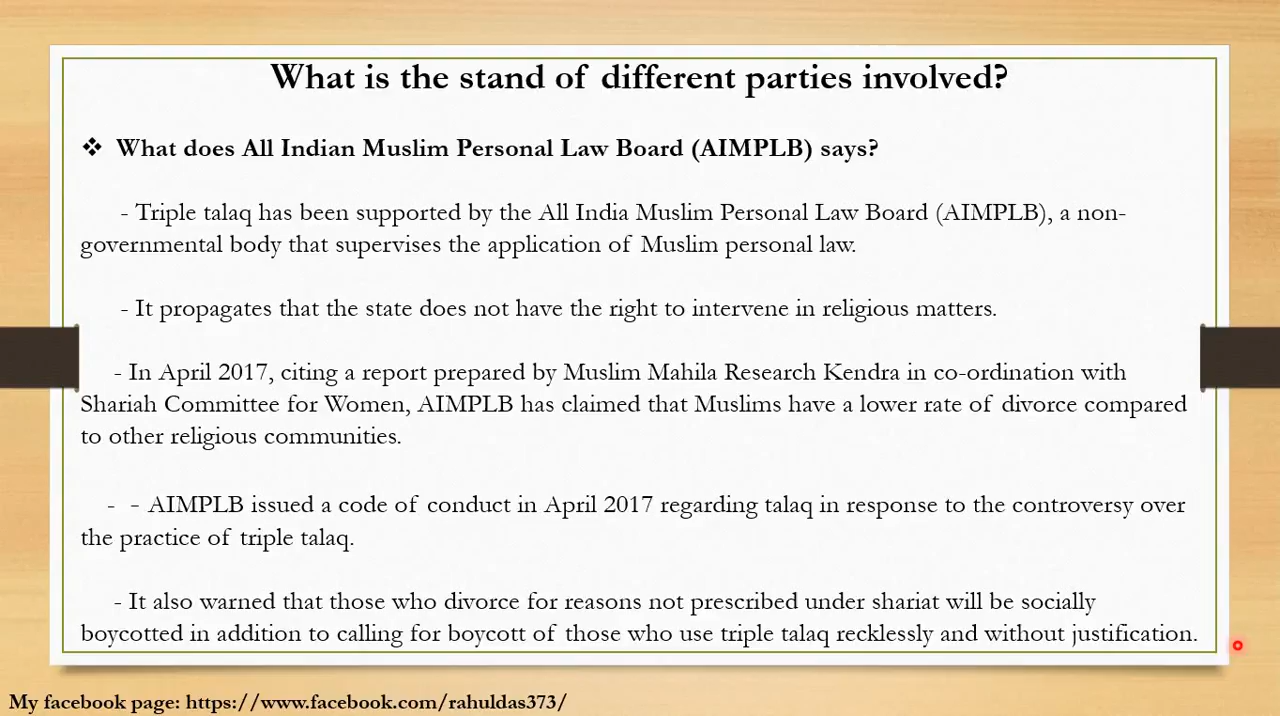 What is the stand of different parties involved?
❖ What does All Indian Muslim Personal Law Board (AIMPLB) says?
- Triple talaq has been supported by the All India Muslim Personal Law Board (AIMPLB), a non-
governmental body that supervises the application of Muslim personal law.
- It propagates that the state does not have the right to intervene in religious matters.
- In April 2017, citing a report prepared by Muslim Mahila Research Kendra in co-ordination with
Shariah Committee for Women, AIMPLB has claimed that Muslims have a lower rate of divorce compared
to other religious communities.
- - AIMPLB issued a code of conduct in April 2017 regarding talaq in response to the controversy over
the practice of triple talaq.
- It also warned that those who divorce for reasons not prescribed under shariat will be socially
boycotted in addition to calling for boycott of those who use triple talaq recklessly and without justification.
My facebook page: https://www.facebook.com/rahuldas373/